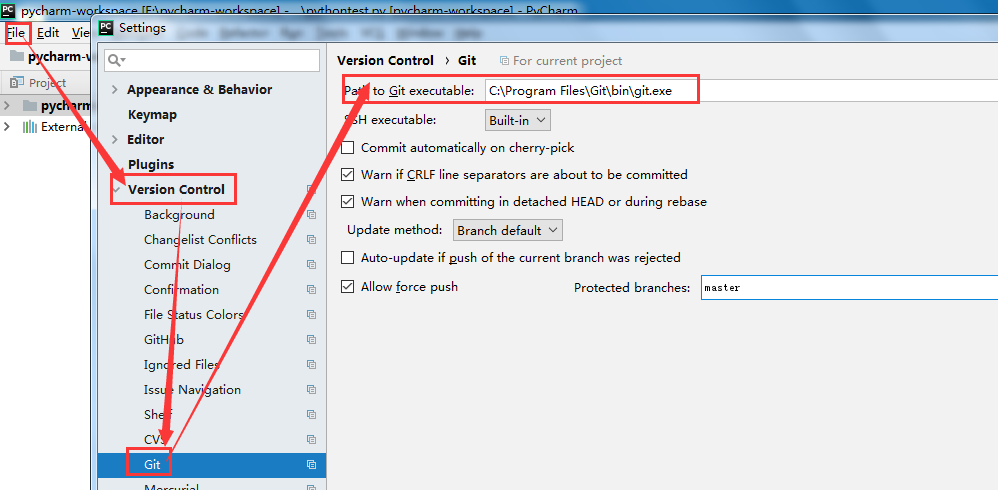 PC pycharm-workspace [E:\pycharm-workspace] - ...\pythontest.py [pycharm-workspace] - PyCharm
File Edit
PC Settings
pycharm-w
Project
pycharm
External
Appearance & Behavior
Keymap
Editor
Plugins
Version Control
Background
Changelist Conflicts
Commit Dialog
Confirmation
File Status Colors
GitHub
Ignored Files
Issue Navigation
Shelf
CVS
Git
Mercurial
Version Control › Git For current project
Path to Git executable: C:\Program Files\Git\bin\git.exe
SSH executable: Built-in
Commit automatically on cherry-pick
Warn if CRLF line separators are about to be committed
Warn when committing in detached HEAD or during rebase
Update method: Branch default
Auto-update if push of the current branch was rejected
Allow force push Protected branches: master